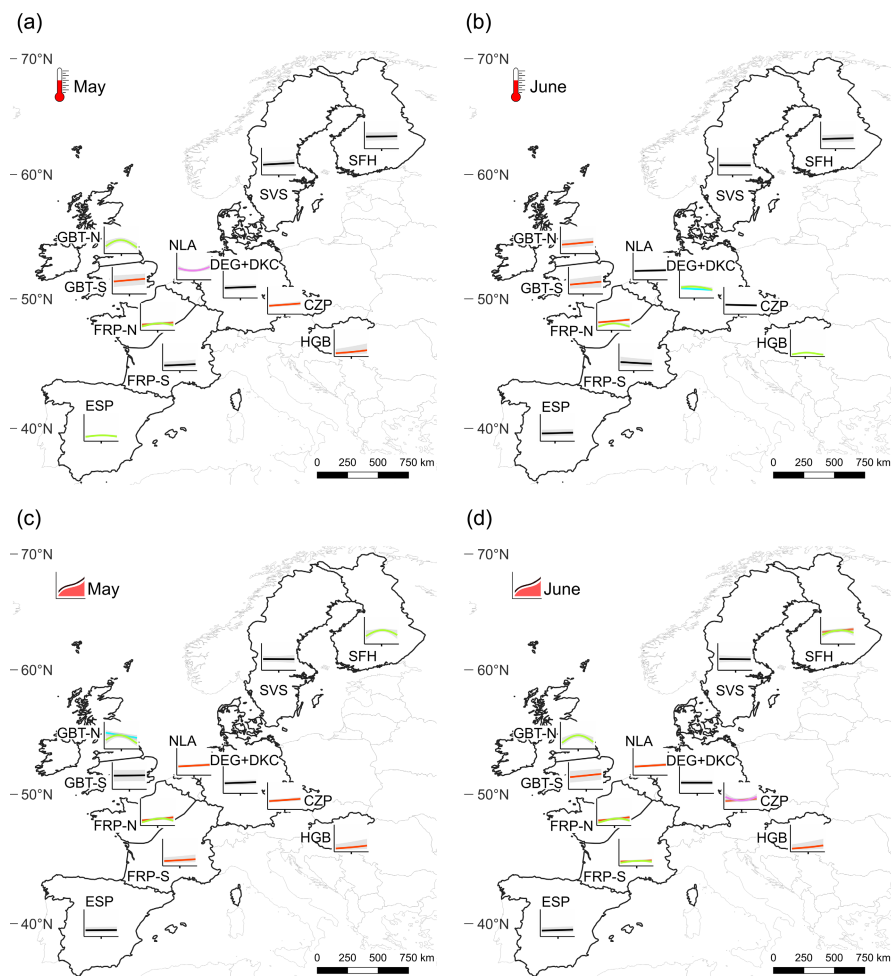 (a)
70°N
May
SFH
60°N
SVS
GBT-N
NLA
DEG+DKC
GBT-S
50°N
CZP
FRP-N
HGB
FRP-S
ESP
40°N
0 250 500 750 km
(b)
70°N
June
SFH
60°N
SVS
GBT-N
NLA
DEG+DKC
GBT-S
50°N
CZP
FRP-N
HGB
FRP-S
ESP
40°N
0 250 500 750 km
(c)
70°N
May
SFH
60°N
SVS
GBT-N
NLA
DEG+DKC
GBT-S
50°N
CZP
FRP-N
HGB
FRP-S
ESP
40°N
0 250 500 750 km
(d)
70°N
June
SFH
60°N
SVS
GBT-N
NLA
DEG+DKC
GBT-S
50°N
CZP
FRP-N
HGB
FRP-S
ESP
40°N
0 250 500 750 km